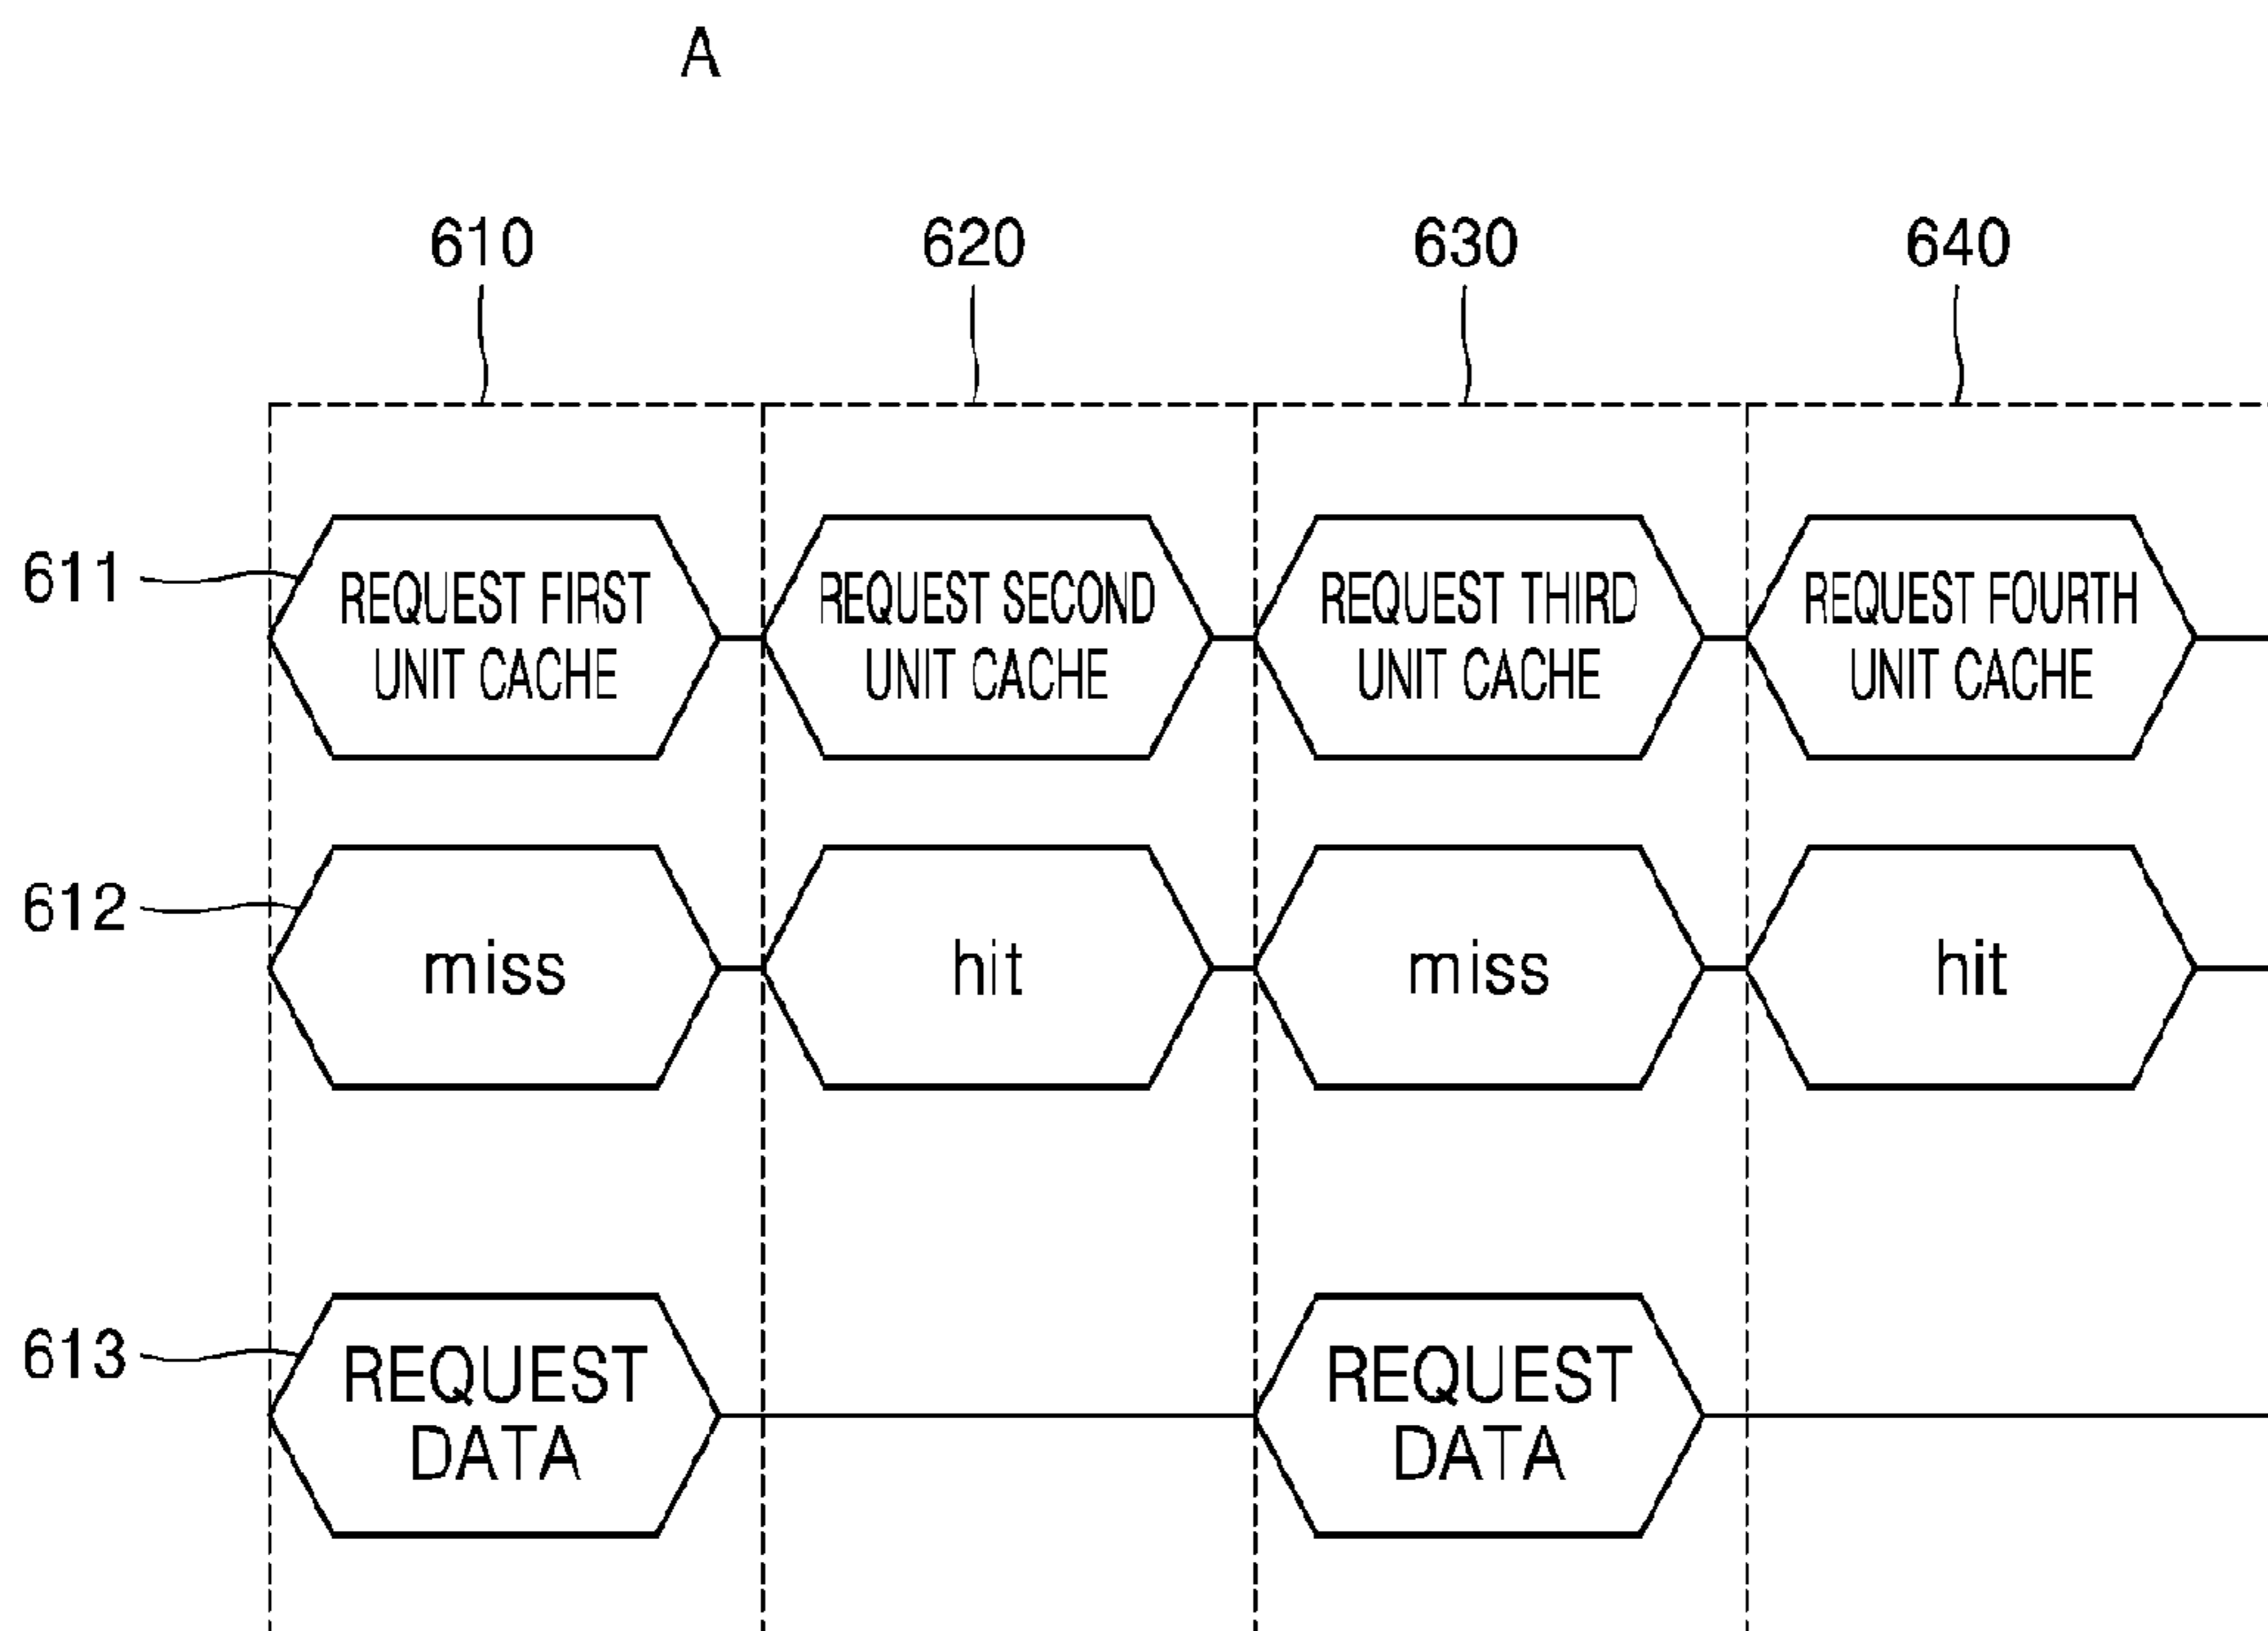 A
610 620 630 640
611
REQUEST FIRST
UNIT CACHE
REQUEST SECOND
UNIT CACHE
REQUEST THIRD
UNIT CACHE
REQUEST FOURTH
UNIT CACHE
612
miss
hit
miss
hit
613
REQUEST
DATA
REQUEST
DATA